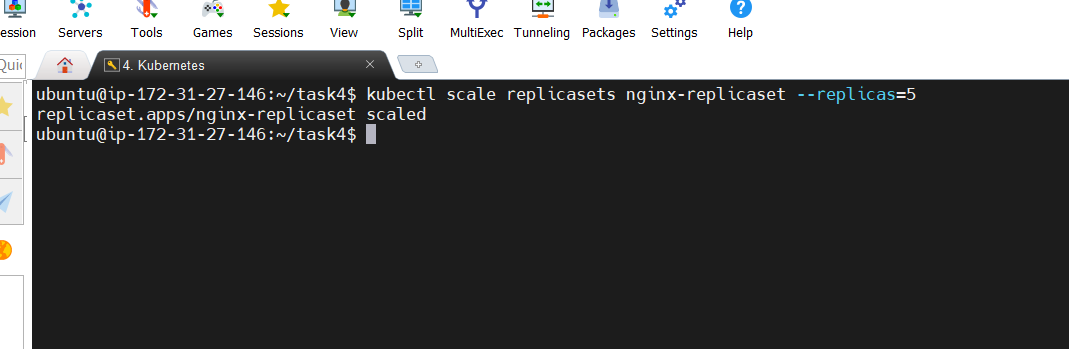 ession Servers Tools Games Sessions View Split MultiExec Tunneling Packages Settings Help
Quic 4. Kubernetes
ubuntu@ip-172-31-27-146:~/task4$ kubectl scale replicasets nginx-replicaset --replicas=5
replicaset.apps/nginx-replicaset scaled
ubuntu@ip-172-31-27-146:~/task4$